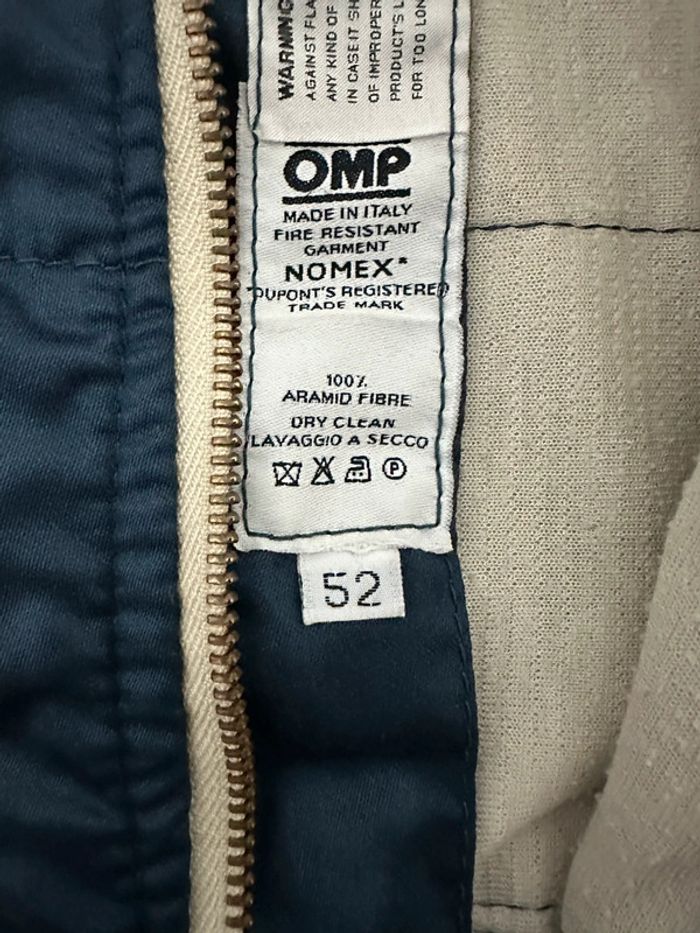 WARNING
AGAINST FLA
ANY KIND OF
IN CASE IT SH
OF IMPROPER
PRODUCT'S L
FOR TOO LON
OMP
MADE IN ITALY
FIRE RESISTANT
GARMENT
NOMEX*
*DUPONT'S REGISTERED
TRADE MARK
100%
ARAMID FIBRE
DRY CLEAN
LAVAGGIO A SECCO
P
52